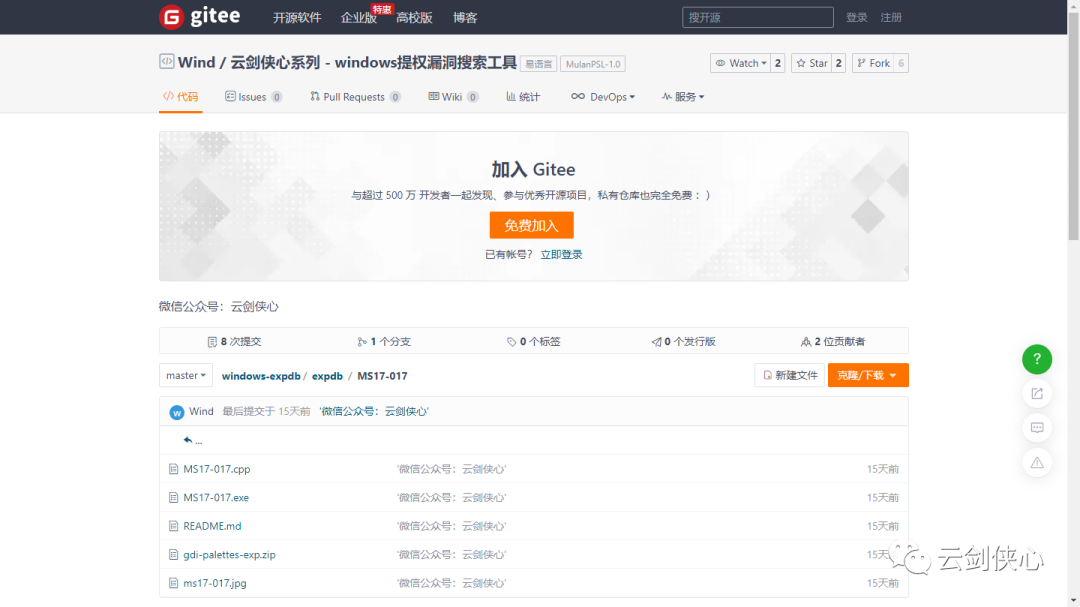 gitee 开源软件 企业版 特惠 高校版 博客 搜开源 登录 注册
Wind / 云剑侠心系列 - windows提权漏洞搜索工具 易语言 MulanPSL-1.0 Watch 2 Star 2 Fork 6
代码 Issues 0 Pull Requests 0 Wiki 0 统计 DevOps 服务
加入 Gitee
与超过 500 万 开发者一起发现、参与优秀开源项目，私有仓库也完全免费 ：）
免费加入
已有帐号？ 立即登录
微信公众号：云剑侠心
8 次提交 1 个分支 0 个标签 0 个发行版 2 位贡献者
master windows-expdb / expdb / MS17-017 新建文件 克隆/下载
W Wind 最后提交于 15天前 '微信公众号：云剑侠心'
...
MS17-017.cpp '微信公众号：云剑侠心' 15天前
MS17-017.exe '微信公众号：云剑侠心' 15天前
README.md '微信公众号：云剑侠心' 15天前
gdi-palettes-exp.zip '微信公众号：云剑侠心' 15天
ms17-017.jpg '微信公众号：云剑侠心' 15天前
?
云剑侠心